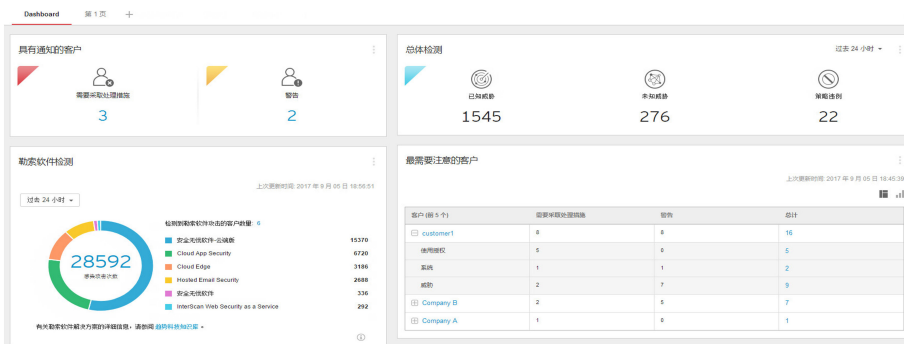 Dashboard 第 1 页 +
具有通知的客户
需要采取处理措施
3
警告
2
总体检测
过去 24 小时
已知威胁
1545
未知威胁
276
策略违例
22
勒索软件检测
上次更新时间: 2017 年 9 月 05 日 18:56:51
过去 24 小时
28592
检测到勒索软件攻击的客户数量: 6
安全无忧软件-云端版 15370
Cloud App Security 6720
Cloud Edge 3186
Hosted Email Security 2688
安全无忧软件 336
InterScan Web Security as a Service 292
有关勒索软件解决方案的详细信息，请参阅 趋势科技知识库
最需要注意的客户
上次更新时间: 2017 年 9 月 05 日 18:45:39
客户 (前 5 个) 需要采取处理措施 警告 总计
customer1 8 8 16
使用授权 5 0 5
系统 1 1 2
威胁 2 7 9
Company B 2 5 7
Company A 1 0 1